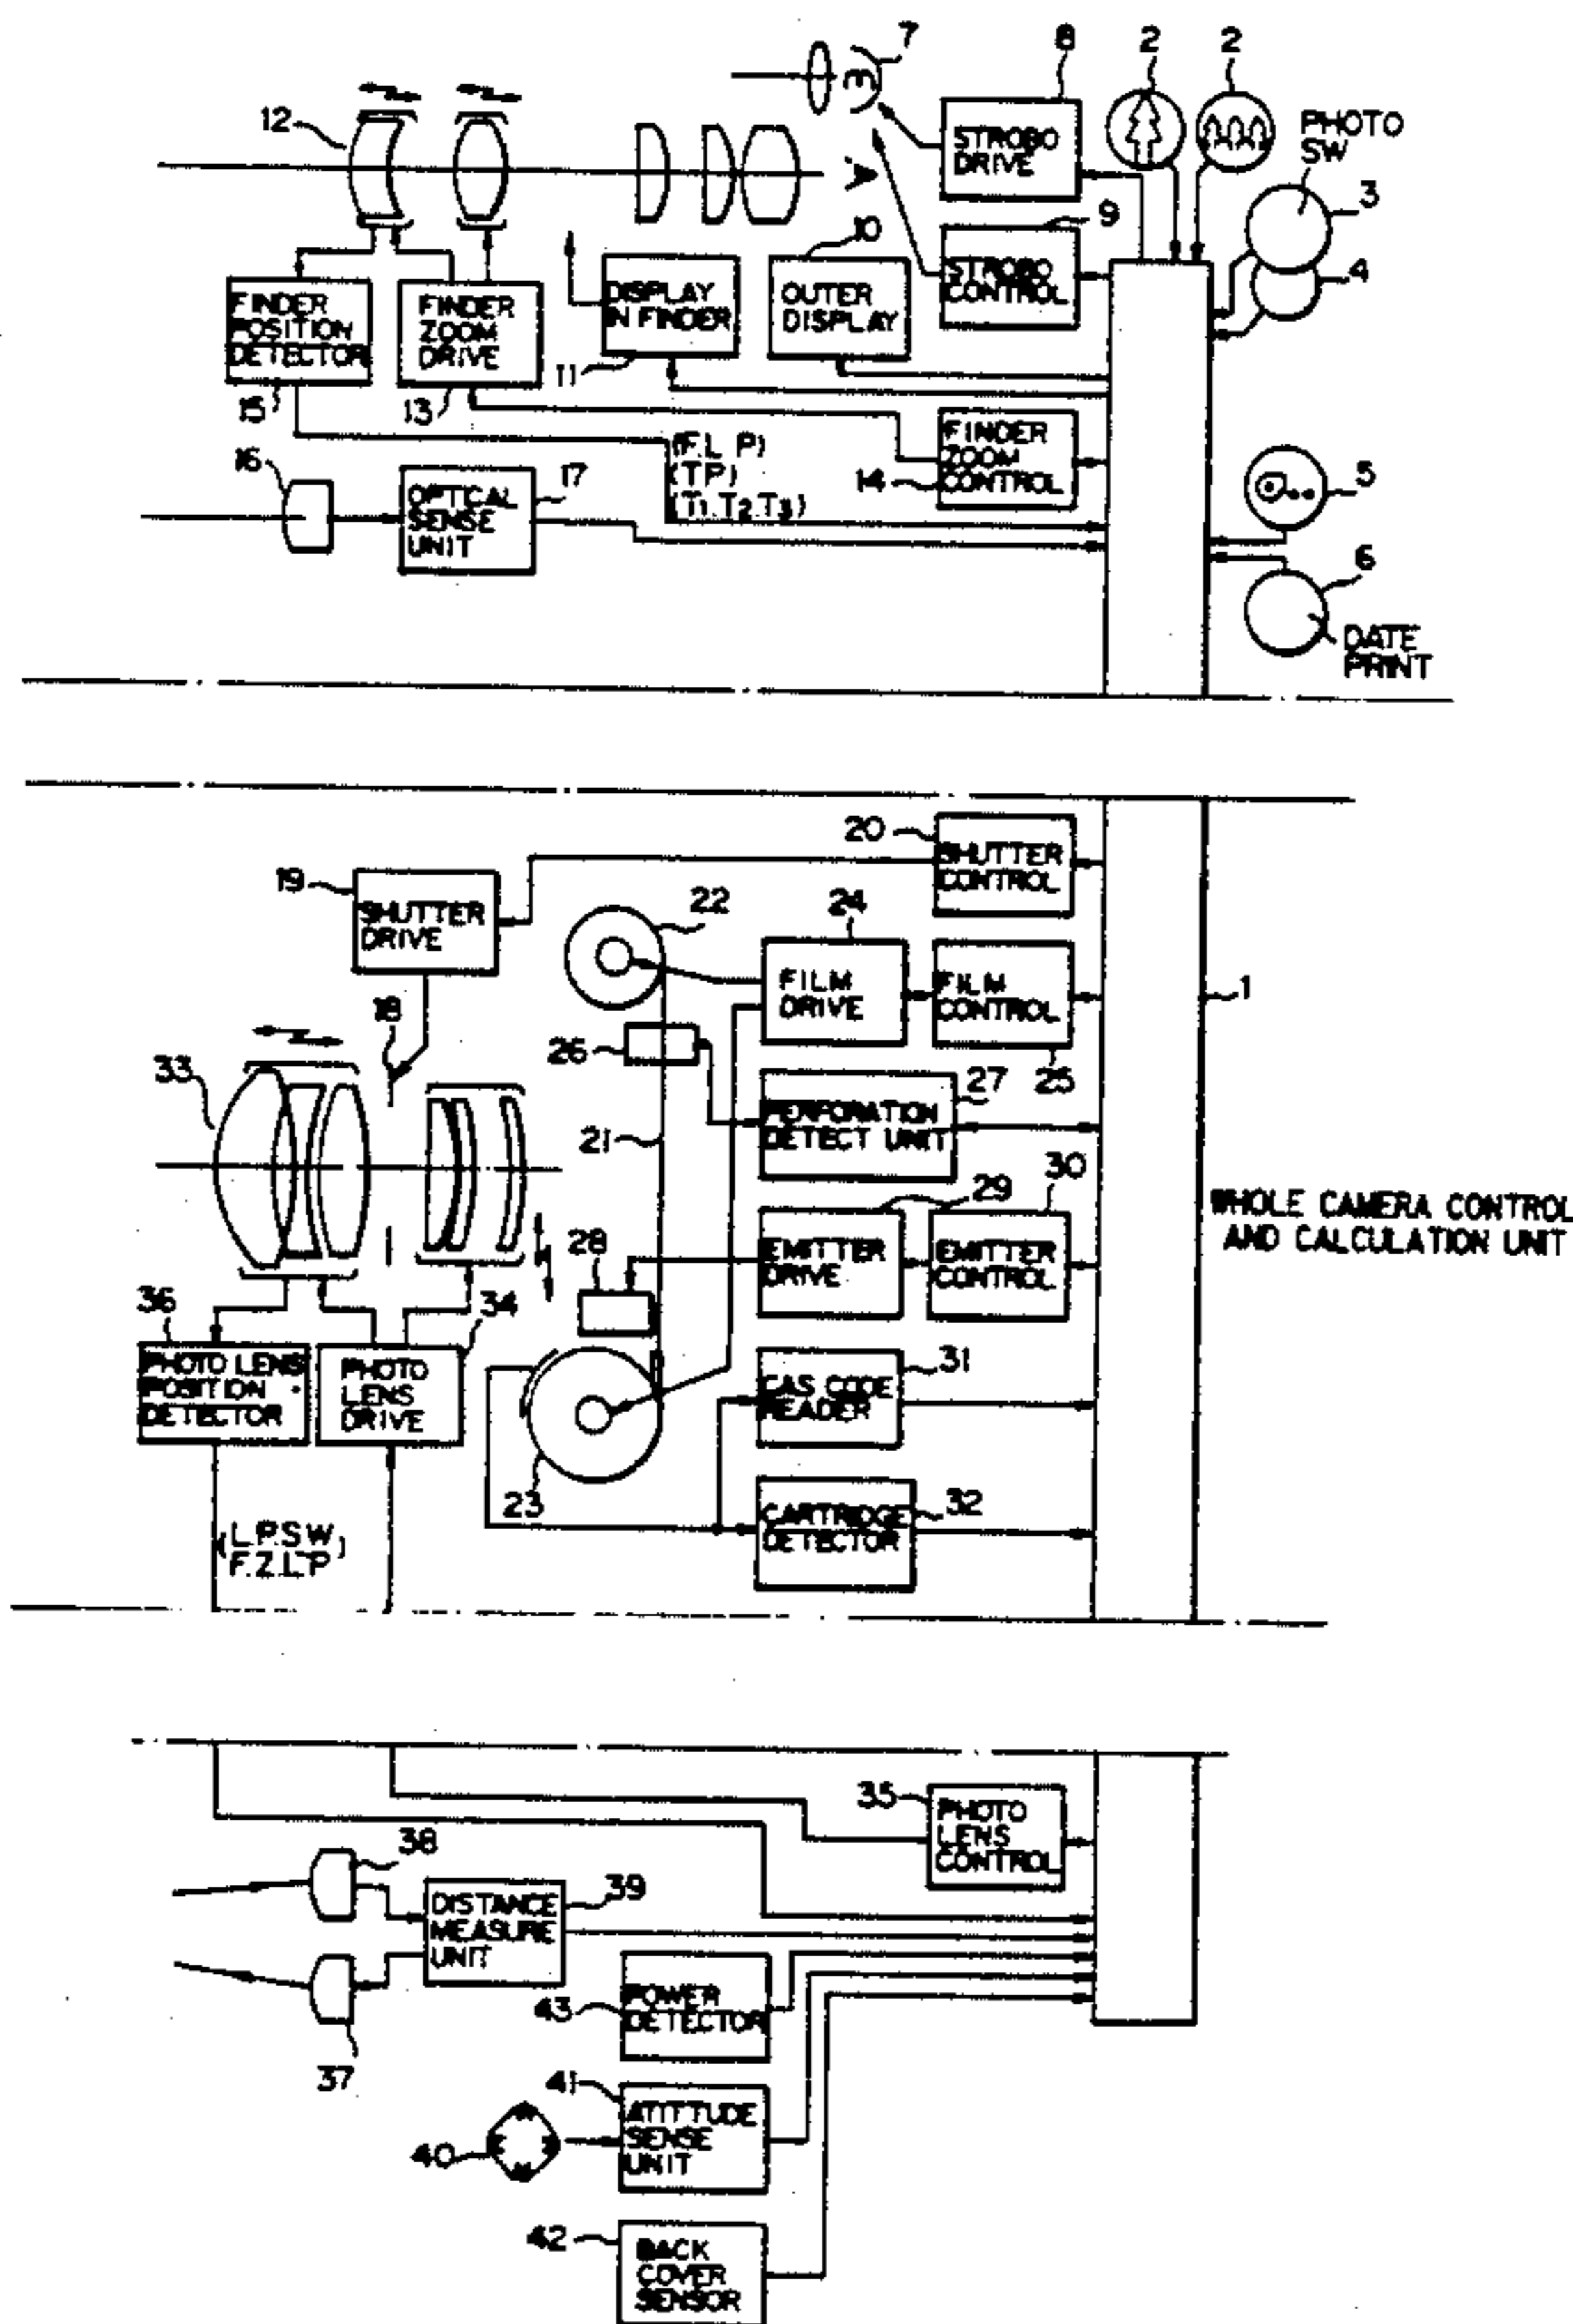 7
8
2
2
12
STROBO
DRIVE
PHOTO
SW
3
9
10
4
FINDER
POSITION
DETECTOR
FINDER
ZOOM
DRIVE
DISPLAY
IN FINDER
OUTER
DISPLAY
STROBO
CONTROL
15
13
11
16
17
(F.L P)
(T P)
(T1.T2.T3)
14
FINDER
ZOOM
CONTROL
5
OPTICAL
SENSE
UNIT
6
DATE
PRINT
20
SHUTTER
CONTROL
19
SHUTTER
DRIVE
22
24
FILM
DRIVE
FILM
CONTROL
1
18
26
25
33
27
PERFORATION
DETECT UNIT
21
29
30
WHOLE CAMERA CONTROL
AND CALCULATION UNIT
28
EMITTER
DRIVE
EMITTER
CONTROL
36
34
31
PHOTO LENS
POSITION
DETECTOR
PHOTO
LENS
DRIVE
CAS CODE
READER
23
32
CARTRIDGE
DETECTOR
(L.P.SW)
F.Z.L.P
35
PHOTO
LENS
CONTROL
38
39
DISTANCE
MEASURE
UNIT
37
43
POWER
DETECTOR
41
40
ATTITUDE
SENSE
UNIT
42
BACK
COVER
SENSOR